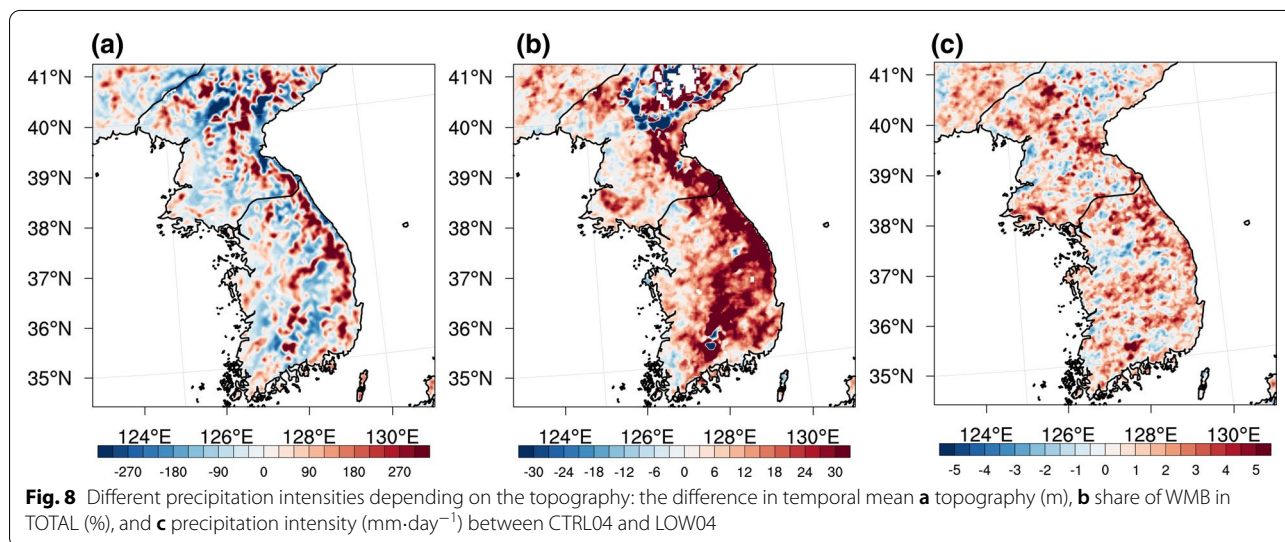 (a) (b) (c)
41°N 41°N 41°N
40°N 40°N 40°N
39°N 39°N 39°N
38°N 38°N 38°N
37°N 37°N 37°N
36°N 36°N 36°N
35°N 35°N 35°N
124°E 126°E 128°E 130°E 124°E 126°E 128°E 130°E 124°E 126°E 128°E 130°E
-270 -180 -90 0 90 180 270 -30 -24 -18 -12 -6 0 6 12 18 24 30 -5 -4 -3 -2 -1 0 1 2 3 4 5
Fig. 8 Different precipitation intensities depending on the topography: the difference in temporal mean a topography (m), b share of WMB in
TOTAL (%), and c precipitation intensity (mm·day−1) between CTRL04 and LOW04